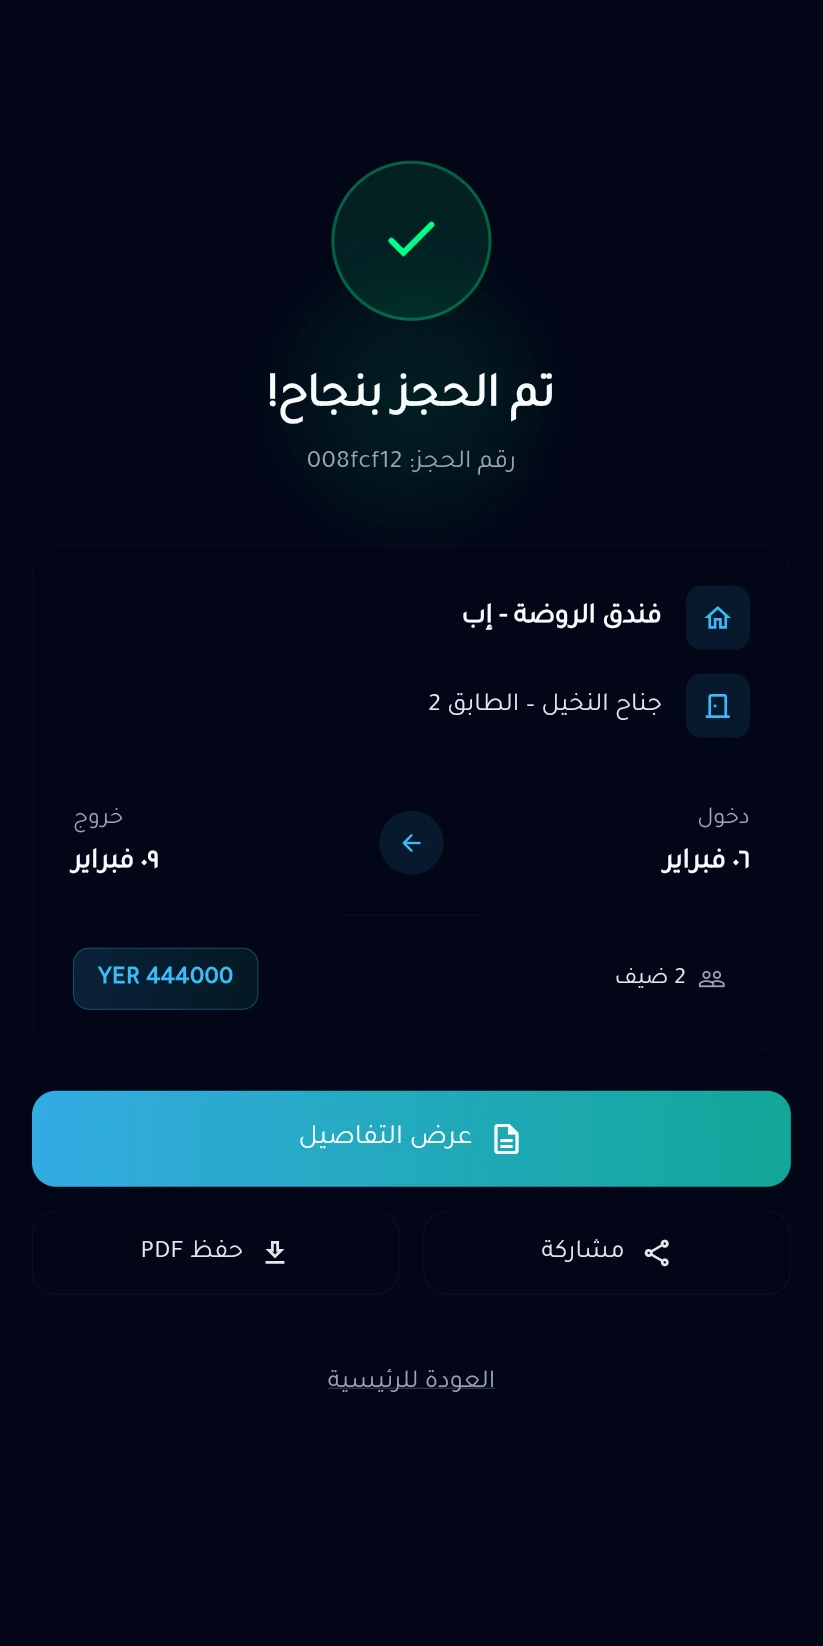 تم الحجز بنجاح!
رقم الحجز: 008fcf12
فندق الروضة - إب
جناح النخيل - الطابق 2
دخول
٠٦ فبراير
خروج
٠٩ فبراير
2 ضيف
YER 444000
عرض التفاصيل
مشاركة
حفظ PDF
العودة للرئيسية